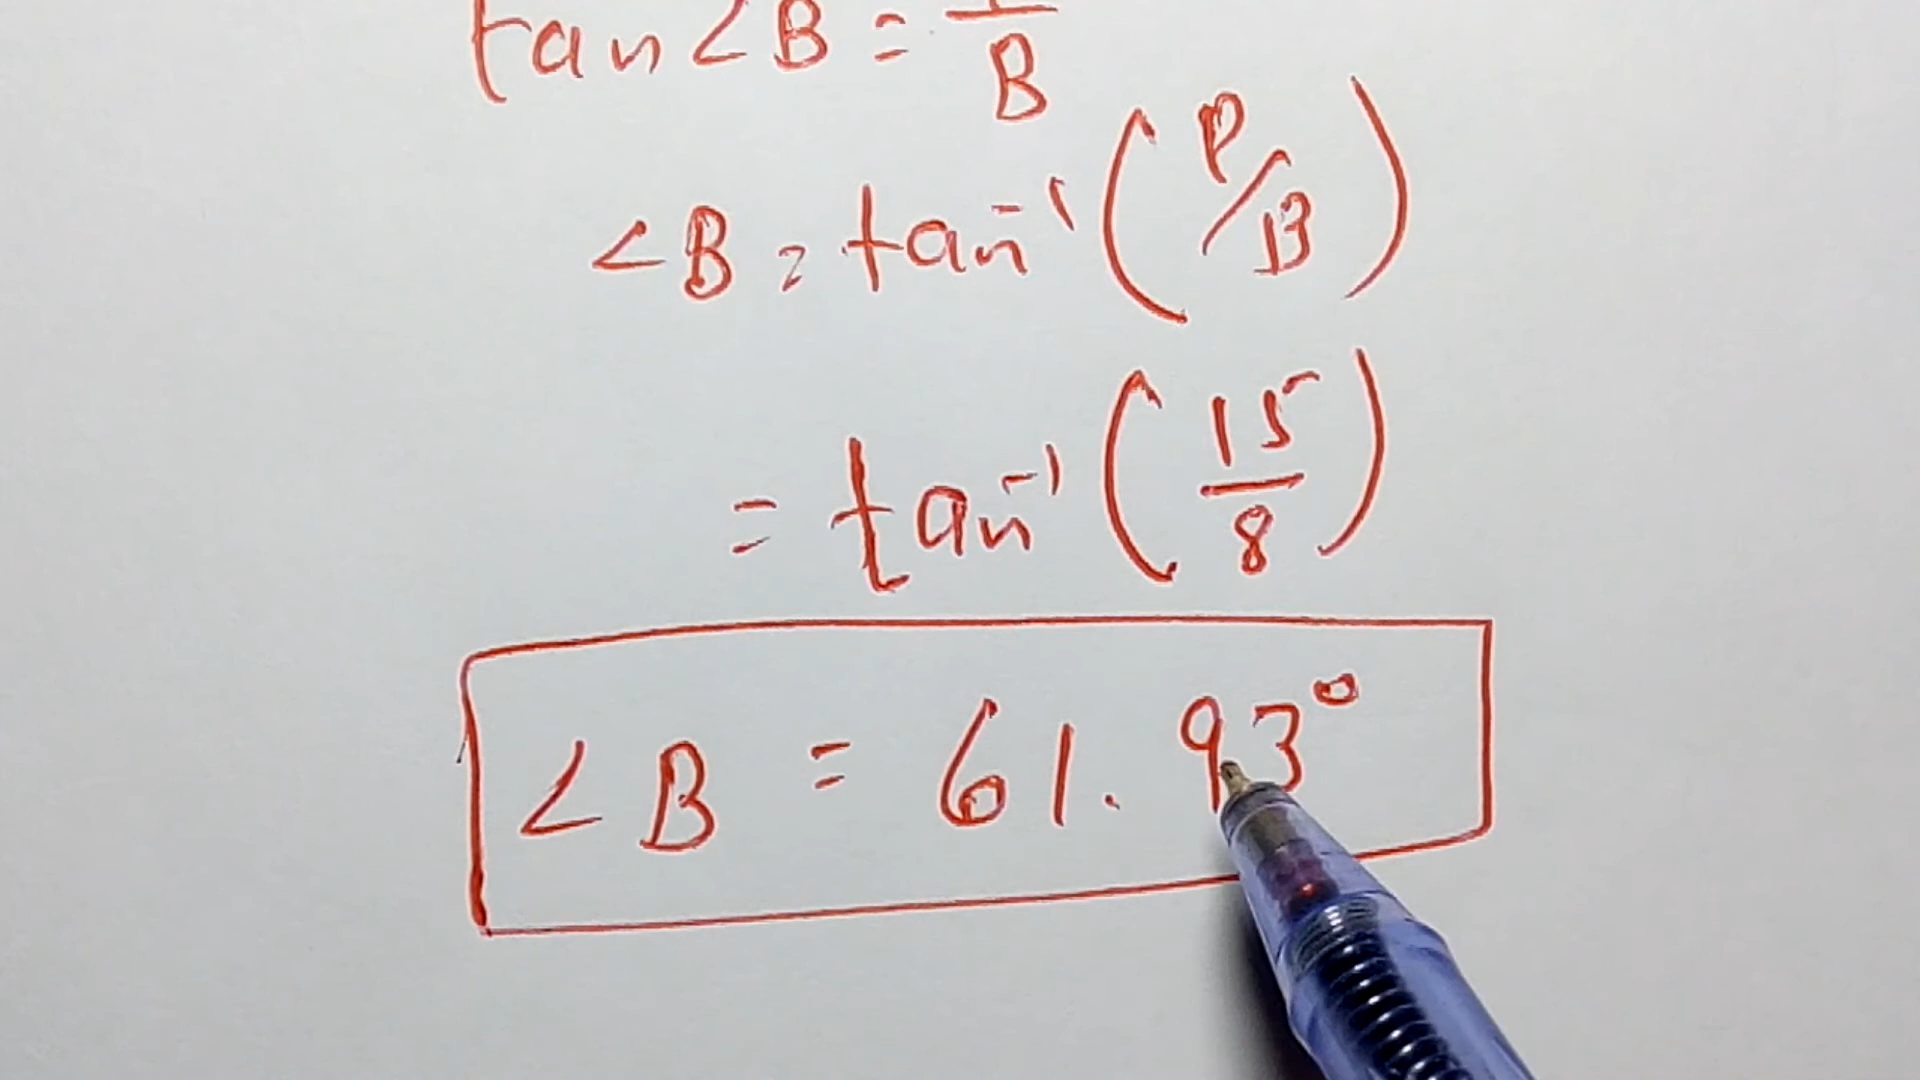 tan∠B = P/B
∠B = tan⁻¹ (P/B)
= tan⁻¹ (15/8)
∠B = 61.93°